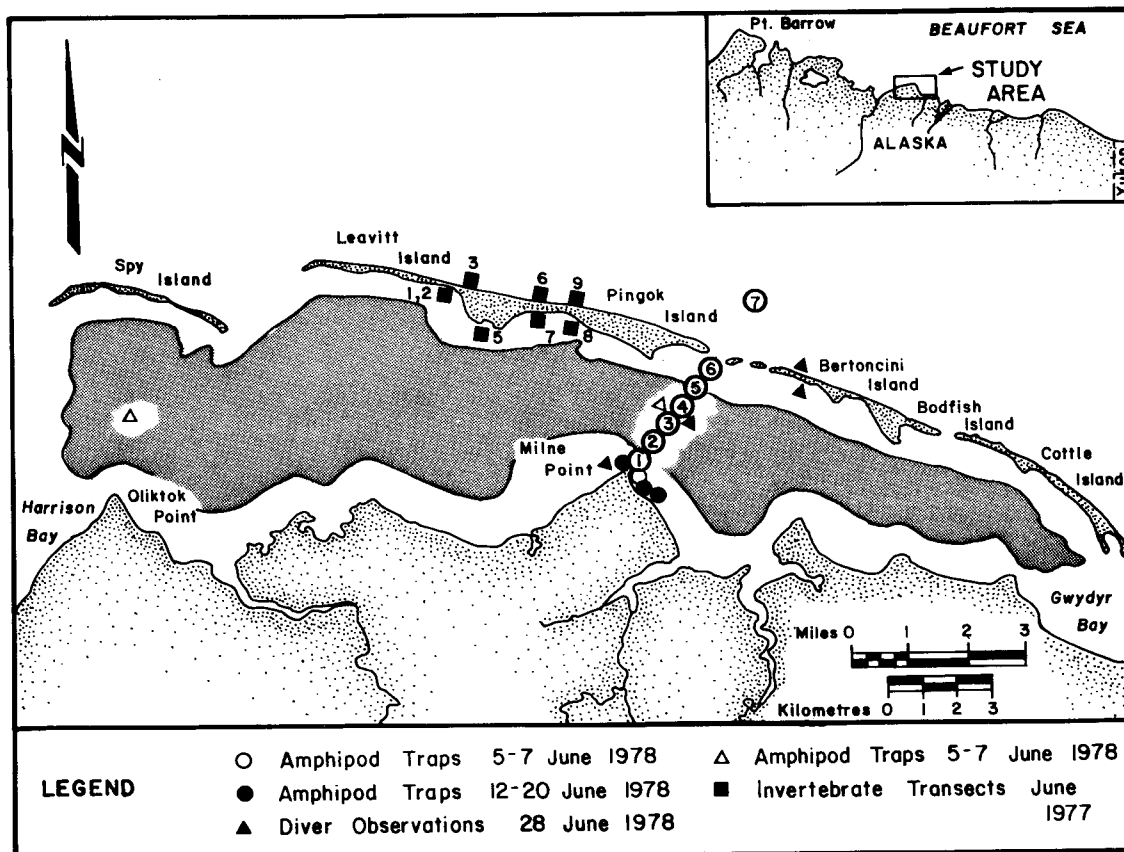 Pt. Barrow
BEAUFORT SEA
STUDY
AREA
ALASKA
Yukon
N
Leavitt
Island
Spy
Island
3
1,2
6
9
5
7
8
Pingok
Island
7
6
5
4
3
2
1
Bertoncini
Island
Bodfish
Island
Cottle
Island
Milne
Point
Oliktok
Point
Harrison
Bay
Gwydyr
Bay
Miles 0 1 2 3
Kilometres 0 1 2 3
LEGEND
Amphipod Traps 5-7 June 1978
Amphipod Traps 12-20 June 1978
Diver Observations 28 June 1978
Amphipod Traps 5-7 June 1978
Invertebrate Transects June
1977